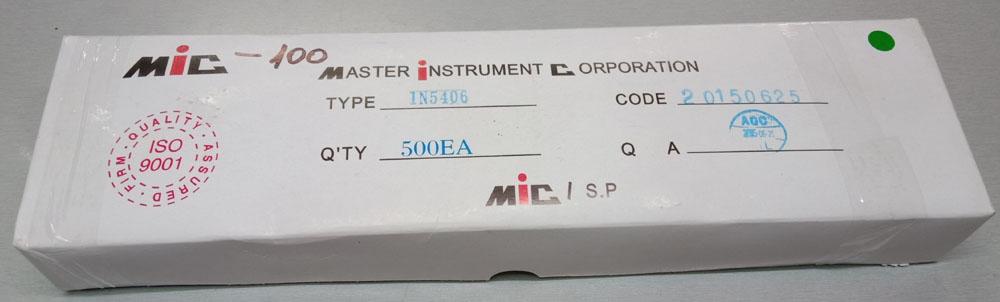 MiC -100
MASTER iNSTRUMENT CORPORATION
TYPE 1N5406
CODE 20150625
Q'TY 500EA
Q A
AQC
FIRM · QUALITY · ASSURED ·
ISO
9001
MiC / S.P